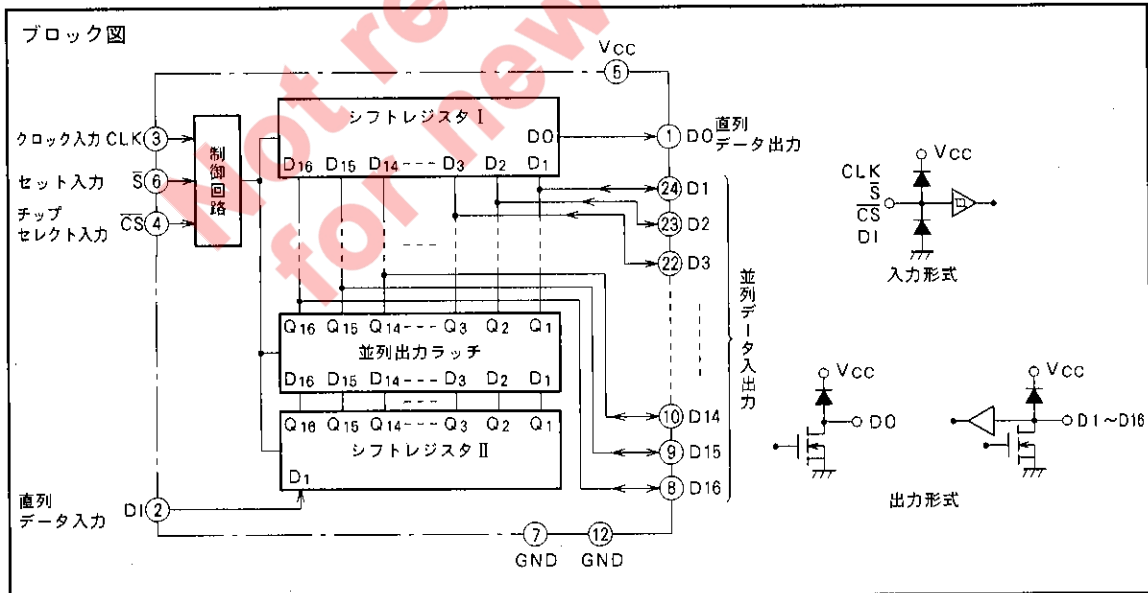 ブロック図
Not re
for new
VCC
5
シフトレジスタ I
DO
D16 D15 D14 --- D3 D2 D1
クロック入力 CLK 3
セット入力 S̅ 6
チップ
セレクト入力 C̅S̅ 4
制御回路
1 DO 直列
データ出力
24 D1
23 D2
22 D3
並列データ入出力
Q16 Q15 Q14 --- Q3 Q2 Q1
並列出力ラッチ
D16 D15 D14 --- D3 D2 D1
Q16 Q15 Q14 --- Q3 Q2 Q1
シフトレジスタ II
D1
10 D14
9 D15
8 D16
直列
データ入力 DI 2
7 12
GND GND
VCC
CLK
S̅
C̅S̅
DI
入力形式
VCC
DO
VCC
D1～D16
出力形式